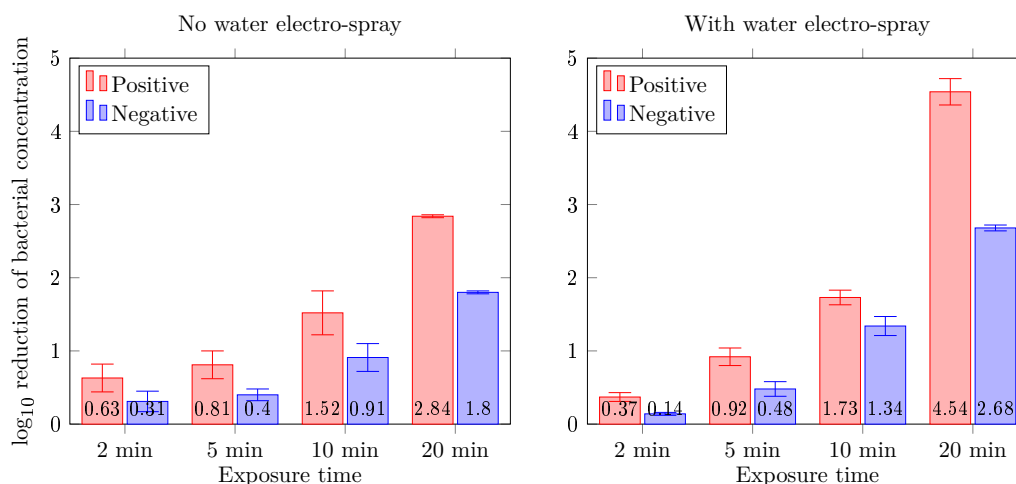 No water electro-spray
log10 reduction of bacterial concentration
5
4
3
2
1
0
Positive
Negative
0.63 0.31 0.81 0.4 1.52 0.91 2.84 1.8
2 min 5 min 10 min 20 min
Exposure time
With water electro-spray
5
4
3
2
1
0
Positive
Negative
0.37 0.14 0.92 0.48 1.73 1.34 4.54 2.68
2 min 5 min 10 min 20 min
Exposure time